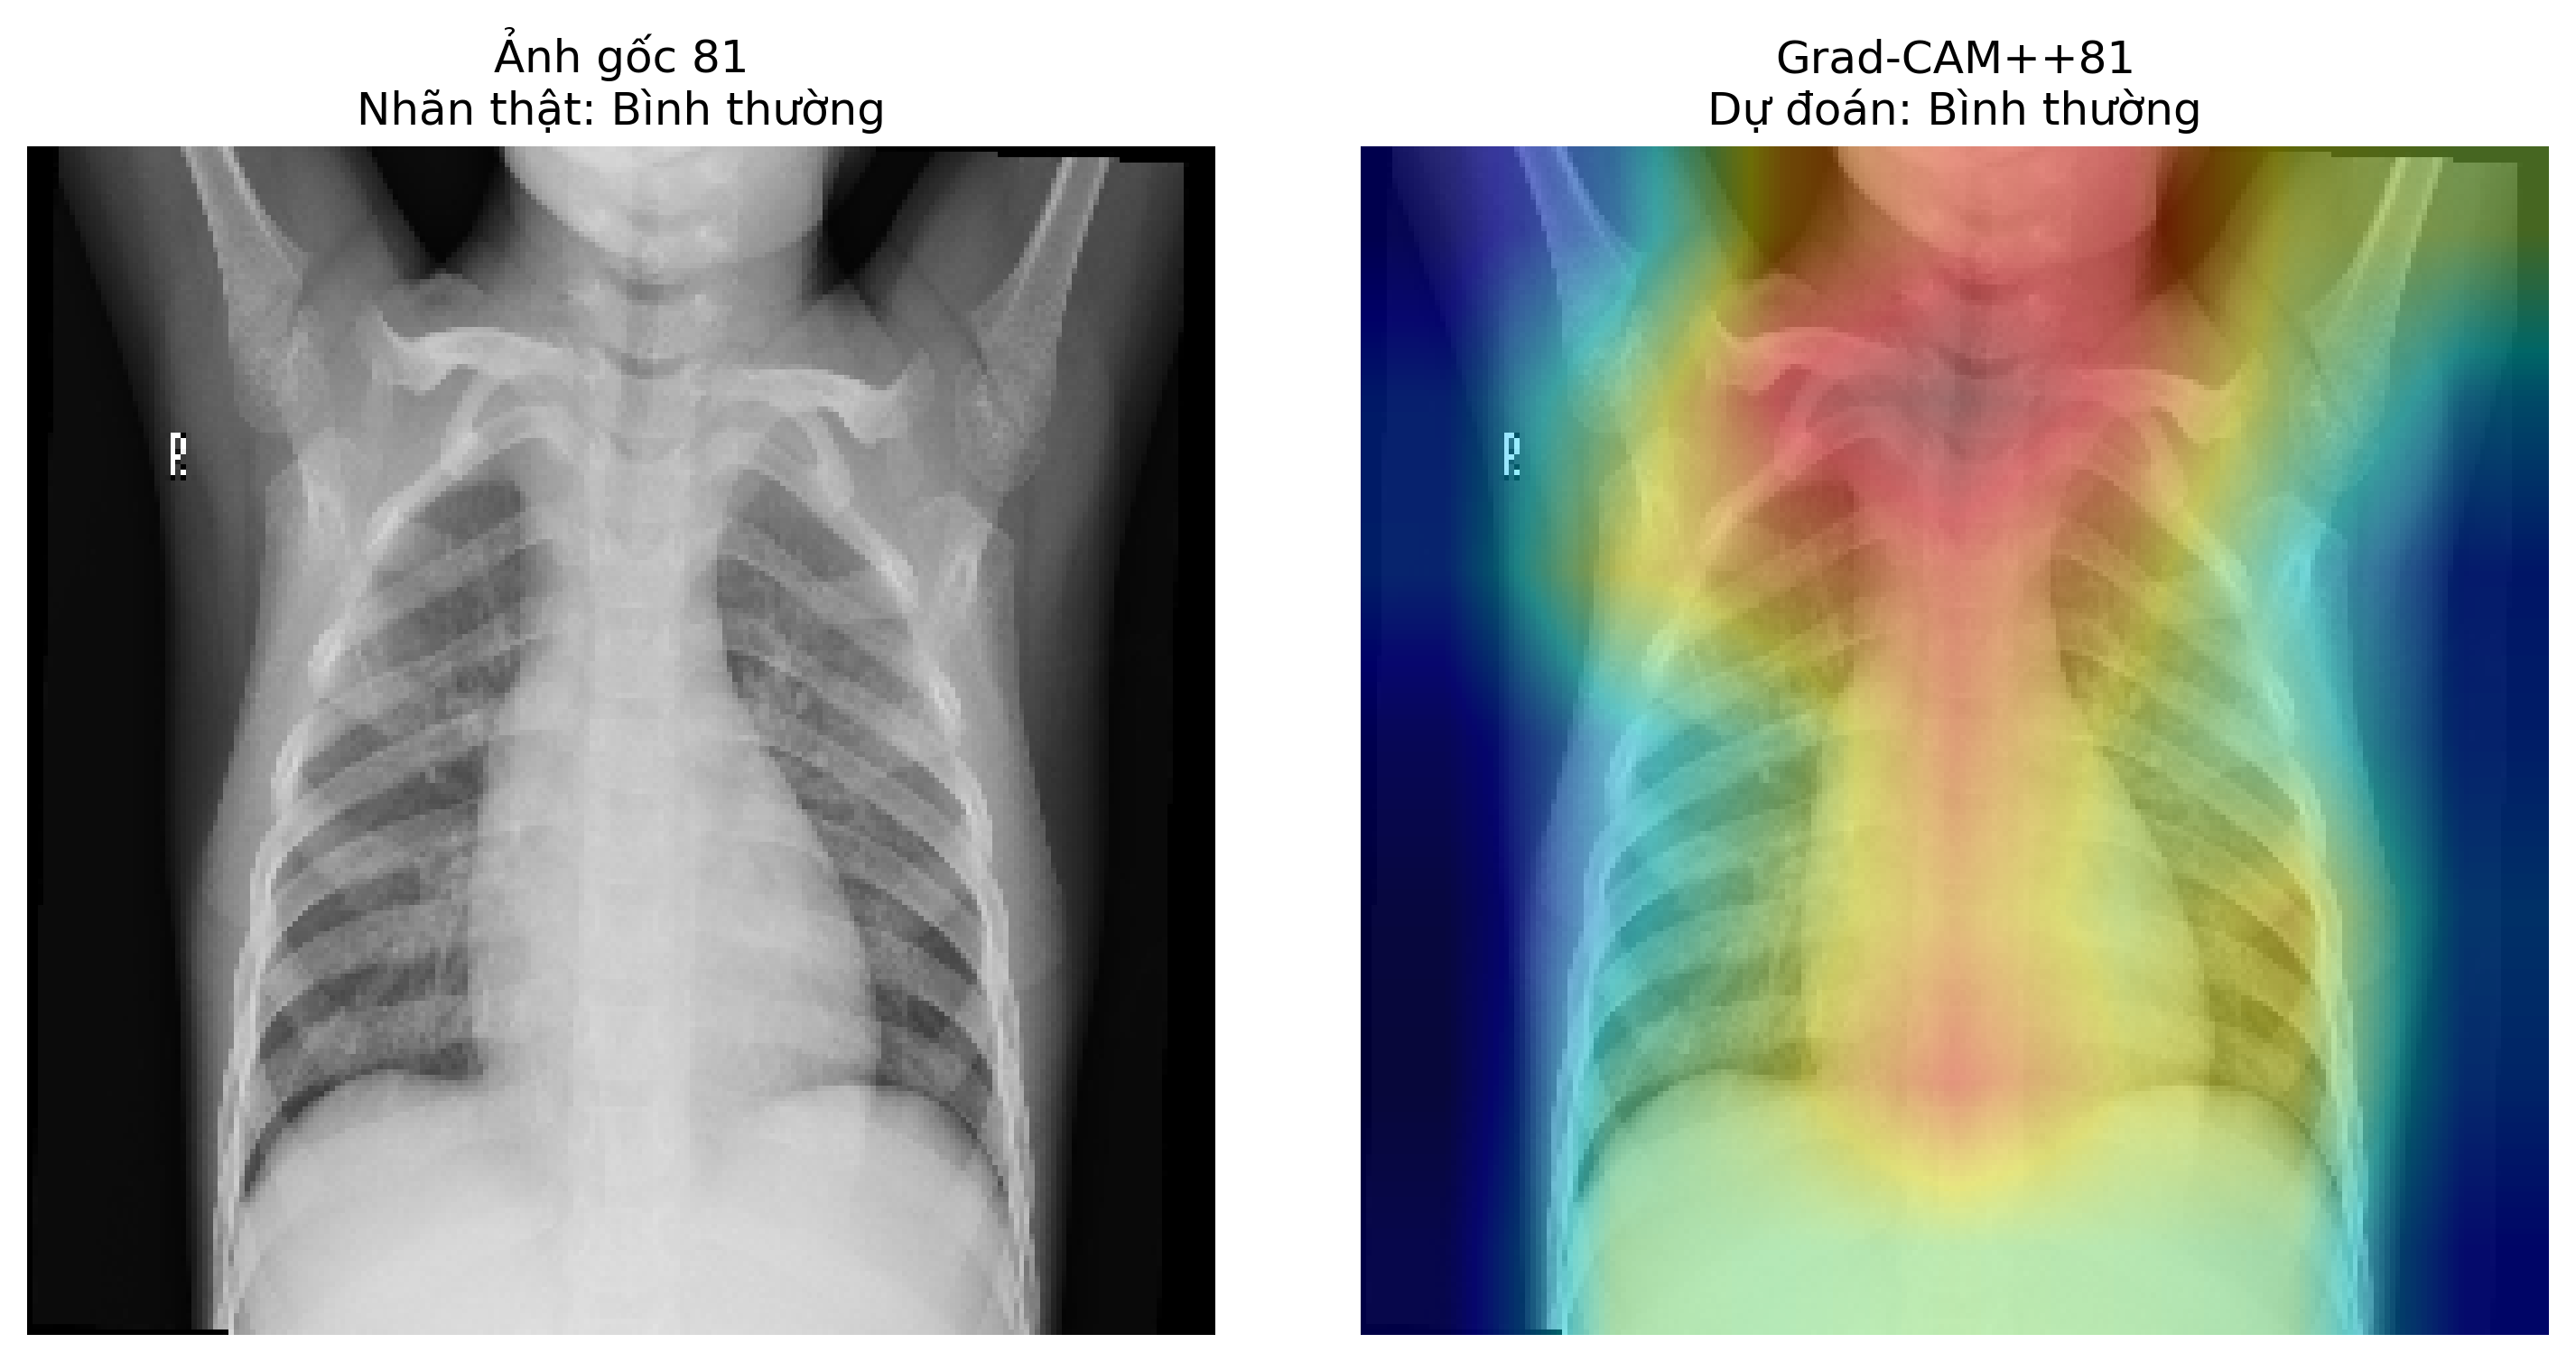 Ảnh gốc 81
Nhãn thật: Bình thường
Grad-CAM++81
Dự đoán: Bình thường
R
R